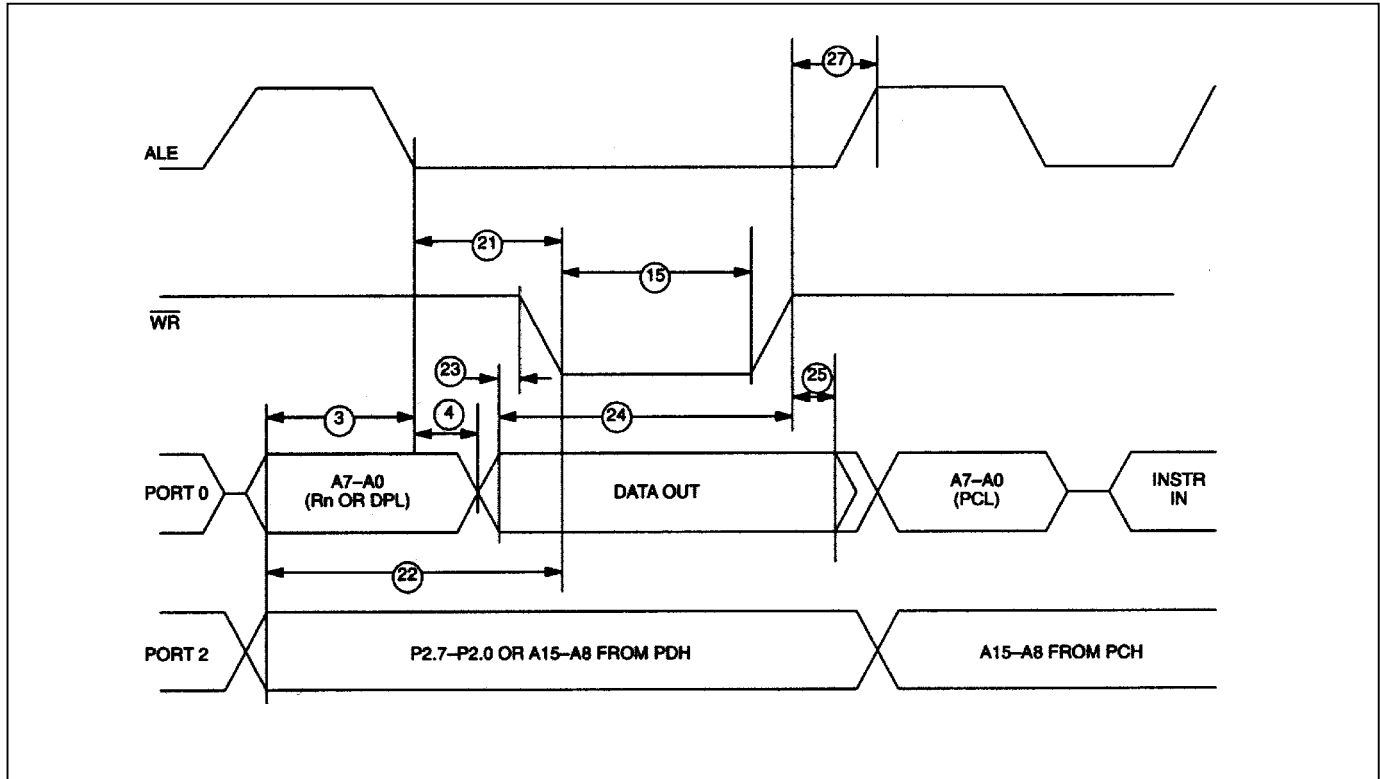 27
ALE
21
15
WR
23
25
3
4
24
PORT 0
A7–A0
(Rn OR DPL)
DATA OUT
A7–A0
(PCL)
INSTR
IN
22
PORT 2
P2.7–P2.0 OR A15–A8 FROM PDH
A15–A8 FROM PCH